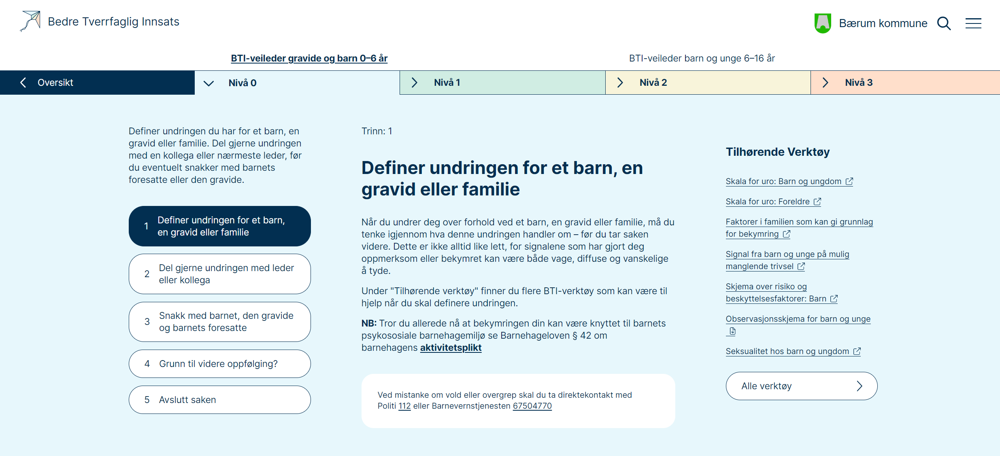 Bedre Tverrfaglig Innsats
Bærum kommune
BTI-veileder gravide og barn 0–6 år
BTI-veileder barn og unge 6–16 år
Oversikt
Nivå 0
Nivå 1
Nivå 2
Nivå 3
Definer undringen du har for et barn, en
gravid eller familie. Del gjerne undringen
med en kollega eller nærmeste leder, før
du eventuelt snakker med barnets
foresatte eller den gravide.
1 Definer undringen for et barn,
en gravid eller familie
2 Del gjerne undringen med leder
eller kollega
3 Snakk med barnet, den gravide
og barnets foresatte
4 Grunn til videre oppfølging?
5 Avslutt saken
Trinn: 1
Definer undringen for et barn, en
gravid eller familie
Når du undrer deg over forhold ved et barn, en gravid eller familie, må du
tenke igjennom hva denne undringen handler om – før du tar saken
videre. Dette er ikke alltid like lett, for signalene som har gjort deg
oppmerksom eller bekymret kan være både vage, diffuse og vanskelige
å tyde.
Under "Tilhørende verktøy" finner du flere BTI-verktøy som kan være til
hjelp når du skal definere undringen.
NB: Tror du allerede nå at bekymringen din kan være knyttet til barnets
psykososiale barnehagemiljø se Barnehageloven § 42 om
barnehagens aktivitetsplikt
Ved mistanke om vold eller overgrep skal du ta direktekontakt med
Politi 112 eller Barnevernstjenesten 67504770
Tilhørende Verktøy
Skala for uro: Barn og ungdom
Skala for uro: Foreldre
Faktorer i familien som kan gi grunnlag
for bekymring
Signal fra barn og unge på mulig
manglende trivsel
Skjema over risiko og
beskyttelsesfaktorer: Barn
Observasjonsskjema for barn og unge
Seksualitet hos barn og ungdom
Alle verktøy